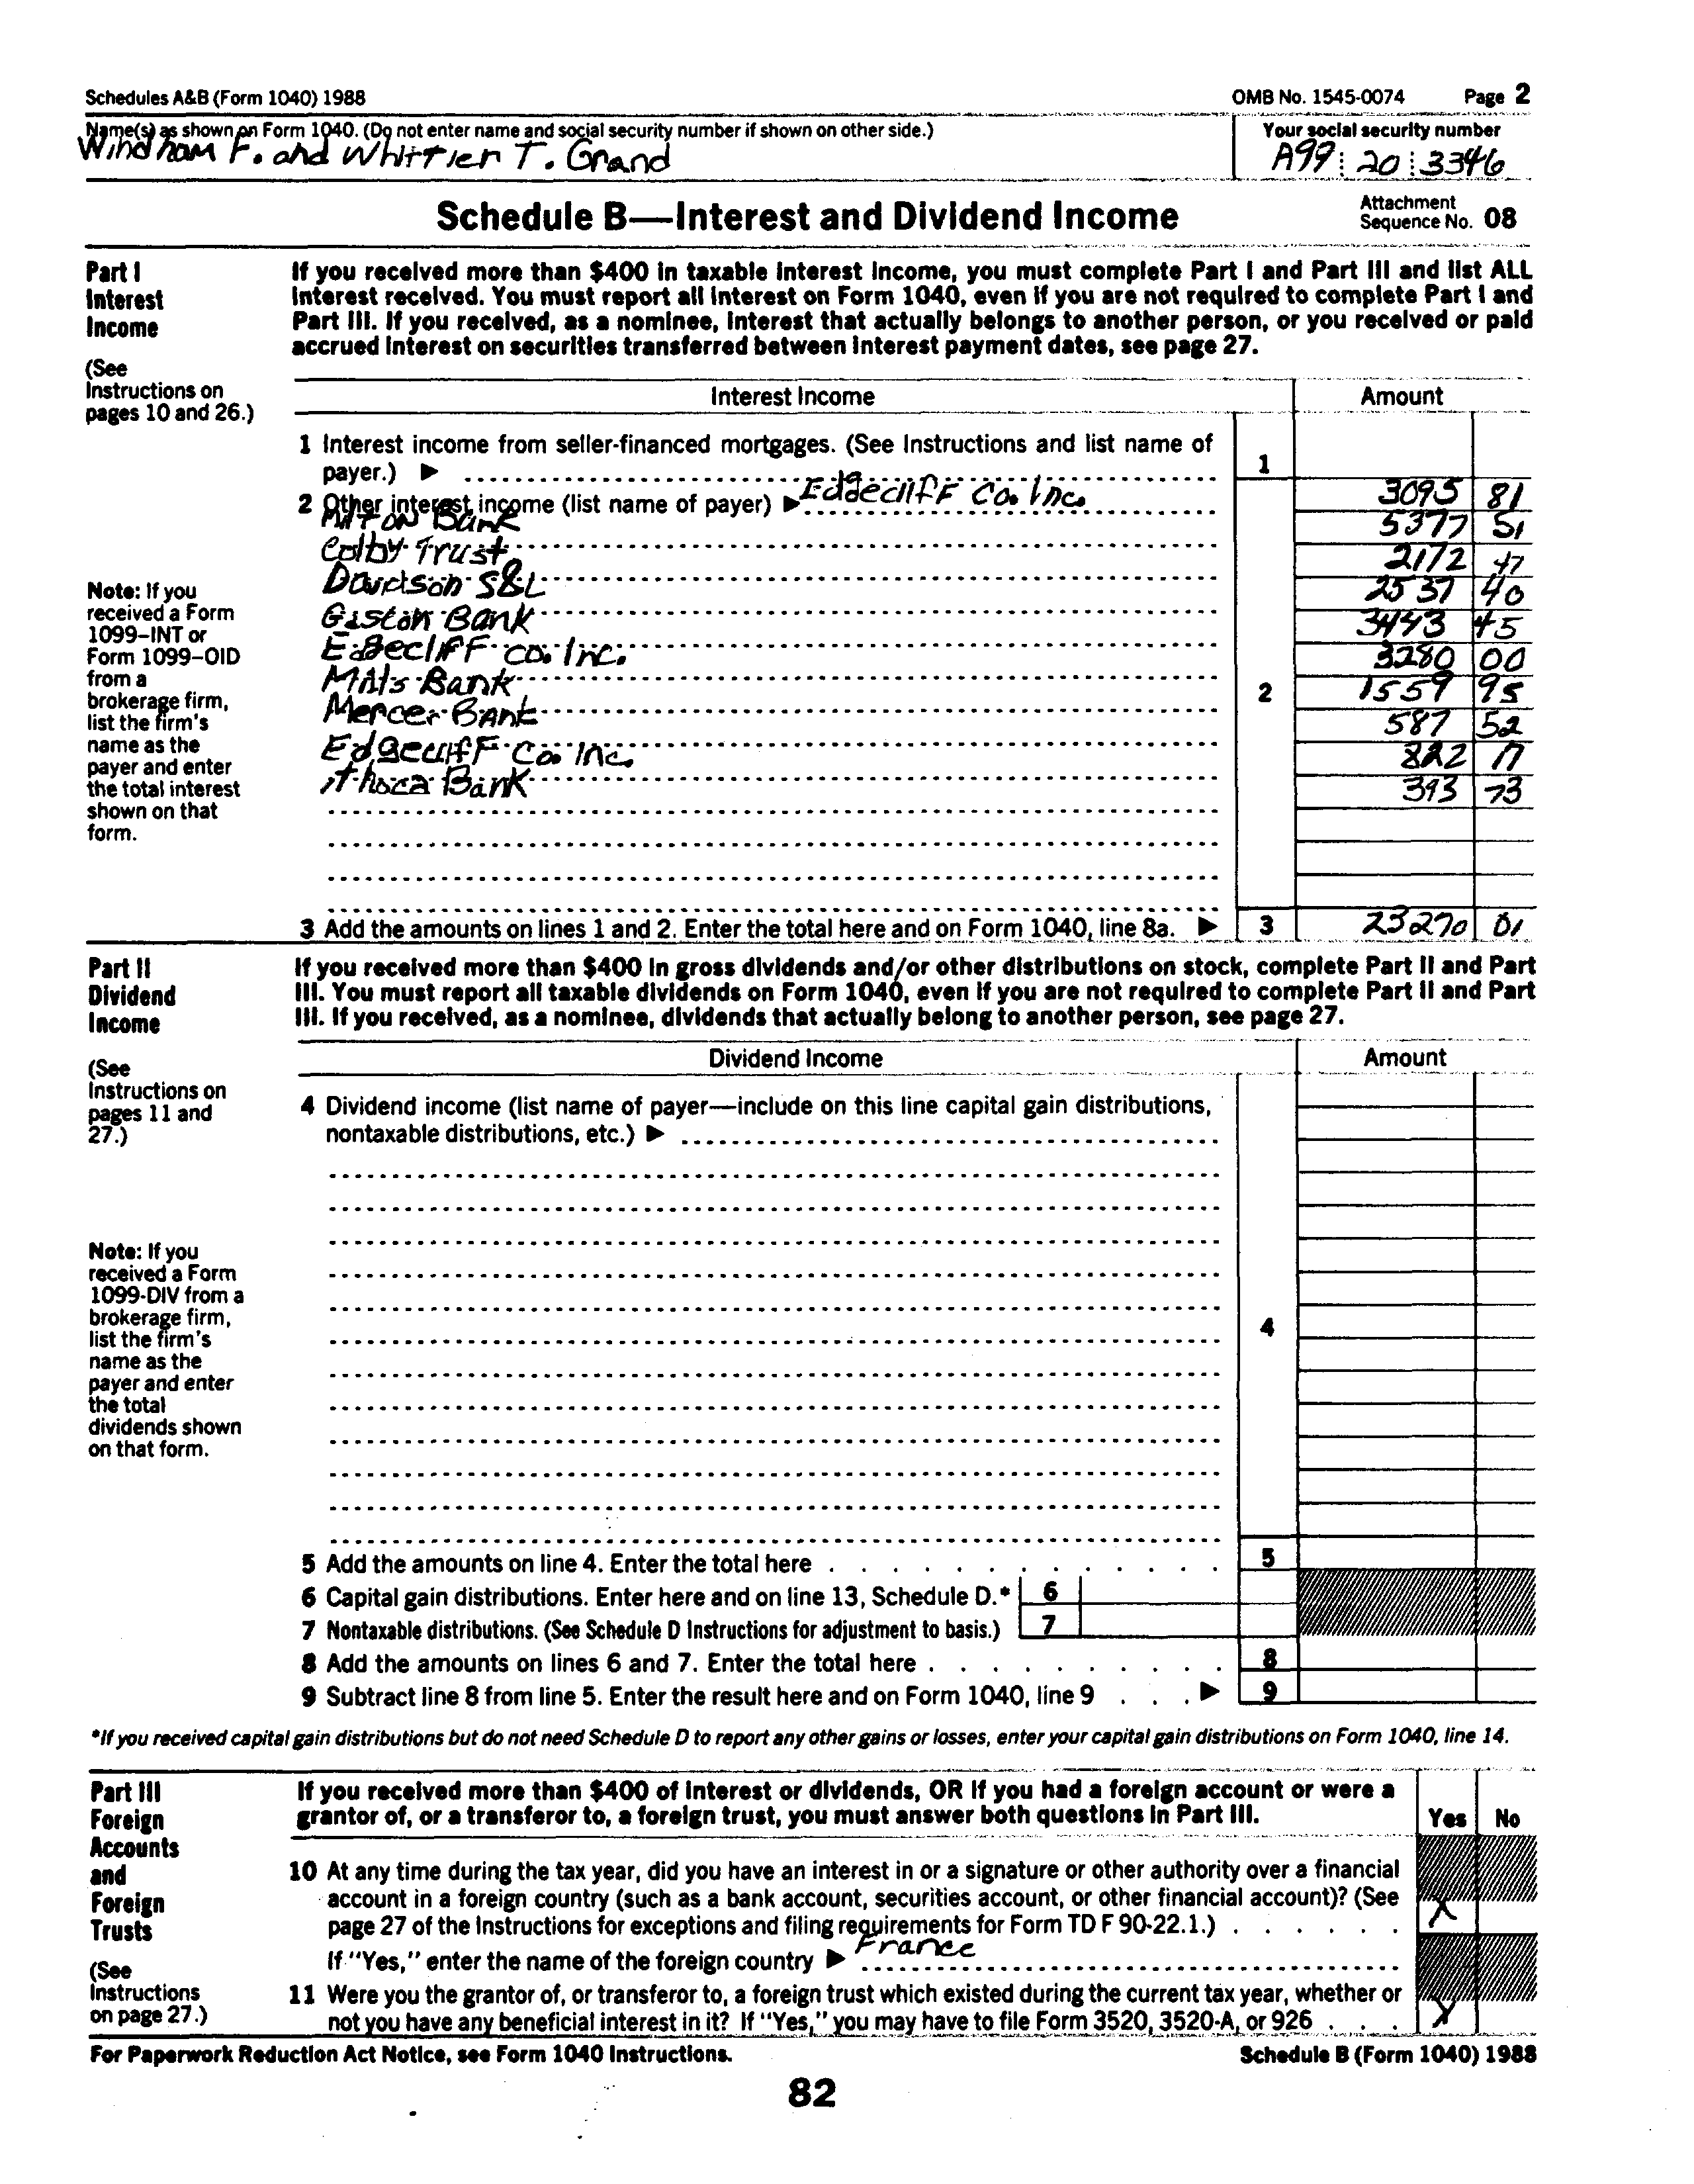 Schedules A&B (Form 1040) 1988 OMB No. 1545-0074 Page 2
Name(s) as shown on Form 1040. (Do not enter name and social security number if shown on other side.) Your social security number
Windham F. and Whittier T. Grand A99 20 3346
Schedule B—Interest and Dividend Income Attachment Sequence No. 08
Part I Interest Income
(See Instructions on pages 10 and 26.)
If you received more than $400 in taxable interest income, you must complete Part I and Part III and list ALL
interest received. You must report all interest on Form 1040, even if you are not required to complete Part I and
Part III. If you received, as a nominee, interest that actually belongs to another person, or you received or paid
accrued interest on securities transferred between interest payment dates, see page 27.
Interest Income Amount
1 Interest income from seller-financed mortgages. (See Instructions and list name of
payer.) ▶ 1
2 Other interest income (list name of payer) ▶ Edgecliff Co. Inc. 3095 81
Bank 5377 51
Colby Trust 2172 47
Davidson S&L 2537 40
Gaston Bank 3443 45
Edgecliff Co. Inc. 3280 00
Mills Bank 2 1559 95
Mercer Bank 587 52
Edgecliff Co. Inc. 822 17
ithaca Bank 393 73
Note: If you
received a Form
1099–INT or
Form 1099–OID
from a
brokerage firm,
list the firm's
name as the
payer and enter
the total interest
shown on that
form.
3 Add the amounts on lines 1 and 2. Enter the total here and on Form 1040, line 8a. ▶ 3 23270 01
Part II Dividend Income
(See Instructions on pages 11 and 27.)
If you received more than $400 in gross dividends and/or other distributions on stock, complete Part II and Part
III. You must report all taxable dividends on Form 1040, even if you are not required to complete Part II and Part
III. If you received, as a nominee, dividends that actually belong to another person, see page 27.
Dividend Income Amount
4 Dividend income (list name of payer—include on this line capital gain distributions,
nontaxable distributions, etc.) ▶
Note: If you
received a Form
1099-DIV from a
brokerage firm,
list the firm's
name as the
payer and enter
the total
dividends shown
on that form.
4
5 Add the amounts on line 4. Enter the total here 5
6 Capital gain distributions. Enter here and on line 13, Schedule D.* 6
7 Nontaxable distributions. (See Schedule D Instructions for adjustment to basis.) 7
8 Add the amounts on lines 6 and 7. Enter the total here 8
9 Subtract line 8 from line 5. Enter the result here and on Form 1040, line 9 ▶ 9
*If you received capital gain distributions but do not need Schedule D to report any other gains or losses, enter your capital gain distributions on Form 1040, line 14.
Part III Foreign Accounts and Foreign Trusts
(See Instructions on page 27.)
If you received more than $400 of interest or dividends, OR if you had a foreign account or were a
grantor of, or a transferor to, a foreign trust, you must answer both questions in Part III. Yes No
10 At any time during the tax year, did you have an interest in or a signature or other authority over a financial
account in a foreign country (such as a bank account, securities account, or other financial account)? (See
page 27 of the Instructions for exceptions and filing requirements for Form TD F 90-22.1.) X
If "Yes," enter the name of the foreign country ▶ France
11 Were you the grantor of, or transferor to, a foreign trust which existed during the current tax year, whether or
not you have any beneficial interest in it? If "Yes," you may have to file Form 3520, 3520-A, or 926 X
For Paperwork Reduction Act Notice, see Form 1040 Instructions. Schedule B (Form 1040) 1988
82